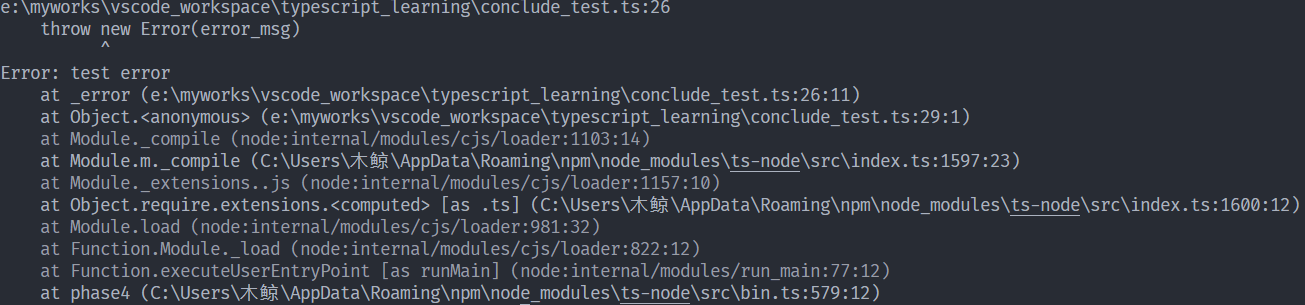 e:\myworks\vscode_workspace\typescript_learning\conclude_test.ts:26
    throw new Error(error_msg)
          ^
Error: test error
    at _error (e:\myworks\vscode_workspace\typescript_learning\conclude_test.ts:26:11)
    at Object.<anonymous> (e:\myworks\vscode_workspace\typescript_learning\conclude_test.ts:29:1)
    at Module._compile (node:internal/modules/cjs/loader:1103:14)
    at Module.m._compile (C:\Users\木鲸\AppData\Roaming\npm\node_modules\ts-node\src\index.ts:1597:23)
    at Module._extensions..js (node:internal/modules/cjs/loader:1157:10)
    at Object.require.extensions.<computed> [as .ts] (C:\Users\木鲸\AppData\Roaming\npm\node_modules\ts-node\src\index.ts:1600:12)
    at Module.load (node:internal/modules/cjs/loader:981:32)
    at Function.Module._load (node:internal/modules/cjs/loader:822:12)
    at Function.executeUserEntryPoint [as runMain] (node:internal/modules/run_main:77:12)
    at phase4 (C:\Users\木鲸\AppData\Roaming\npm\node_modules\ts-node\src\bin.ts:579:12)